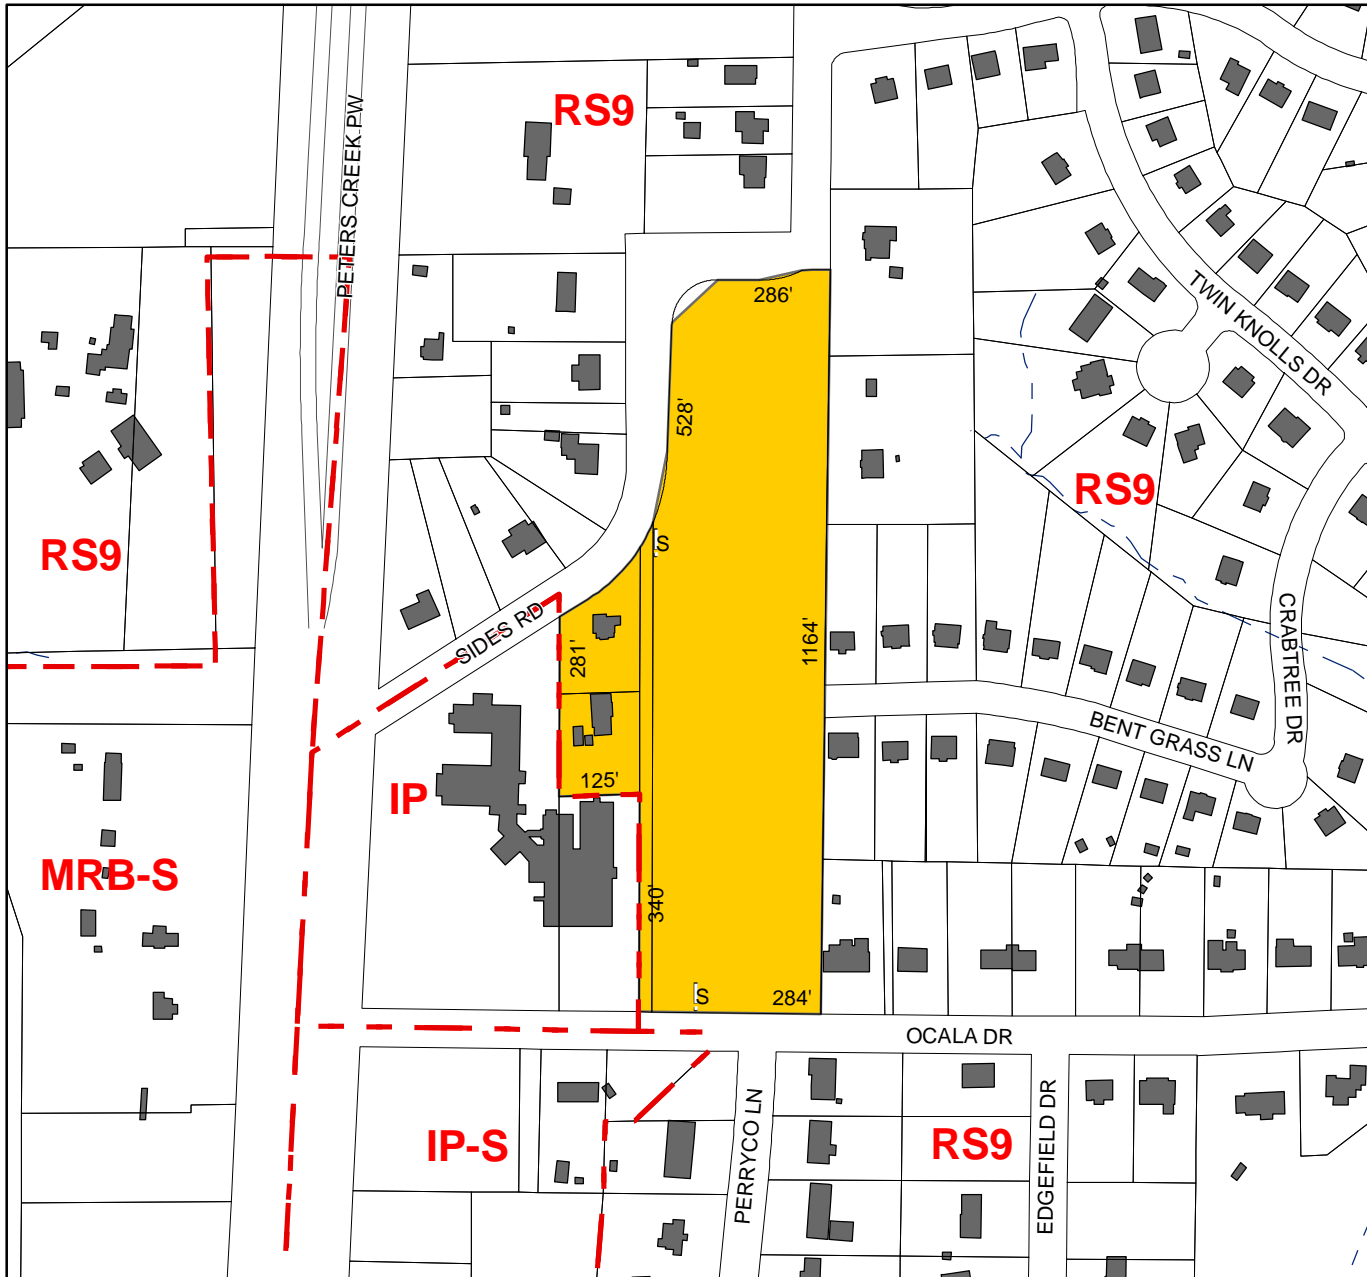 RS9
PETERS CREEK PW
286'
TWIN KNOLLS DR
528'
RS9
RS9
S
SIDES RD
281'
1164'
CRABTREE DR
BENT GRASS LN
125'
IP
MRB-S
340'
S
284'
OCALA DR
PERRYCO LN
EDGEFIELD DR
IP-S
RS9